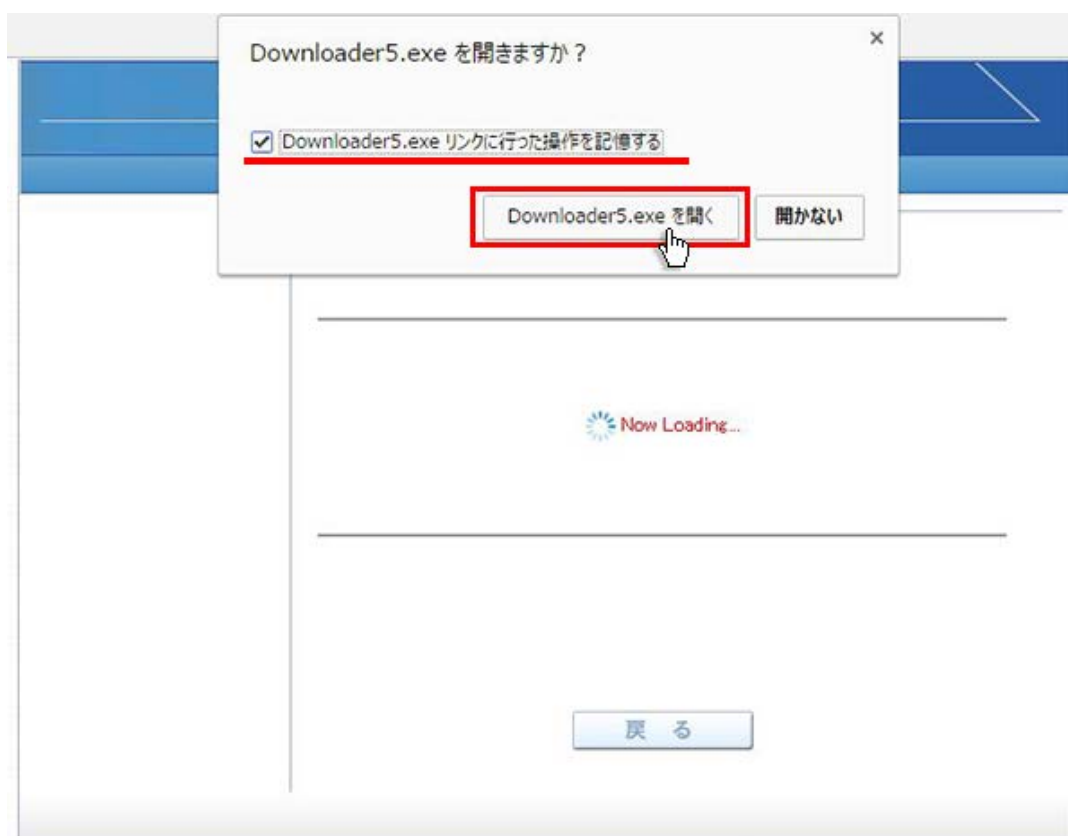 Downloader5.exe を開きますか？
×
Downloader5.exe リンクに行った操作を記憶する
Downloader5.exe を開く
開かない
Now Loading...
戻 る